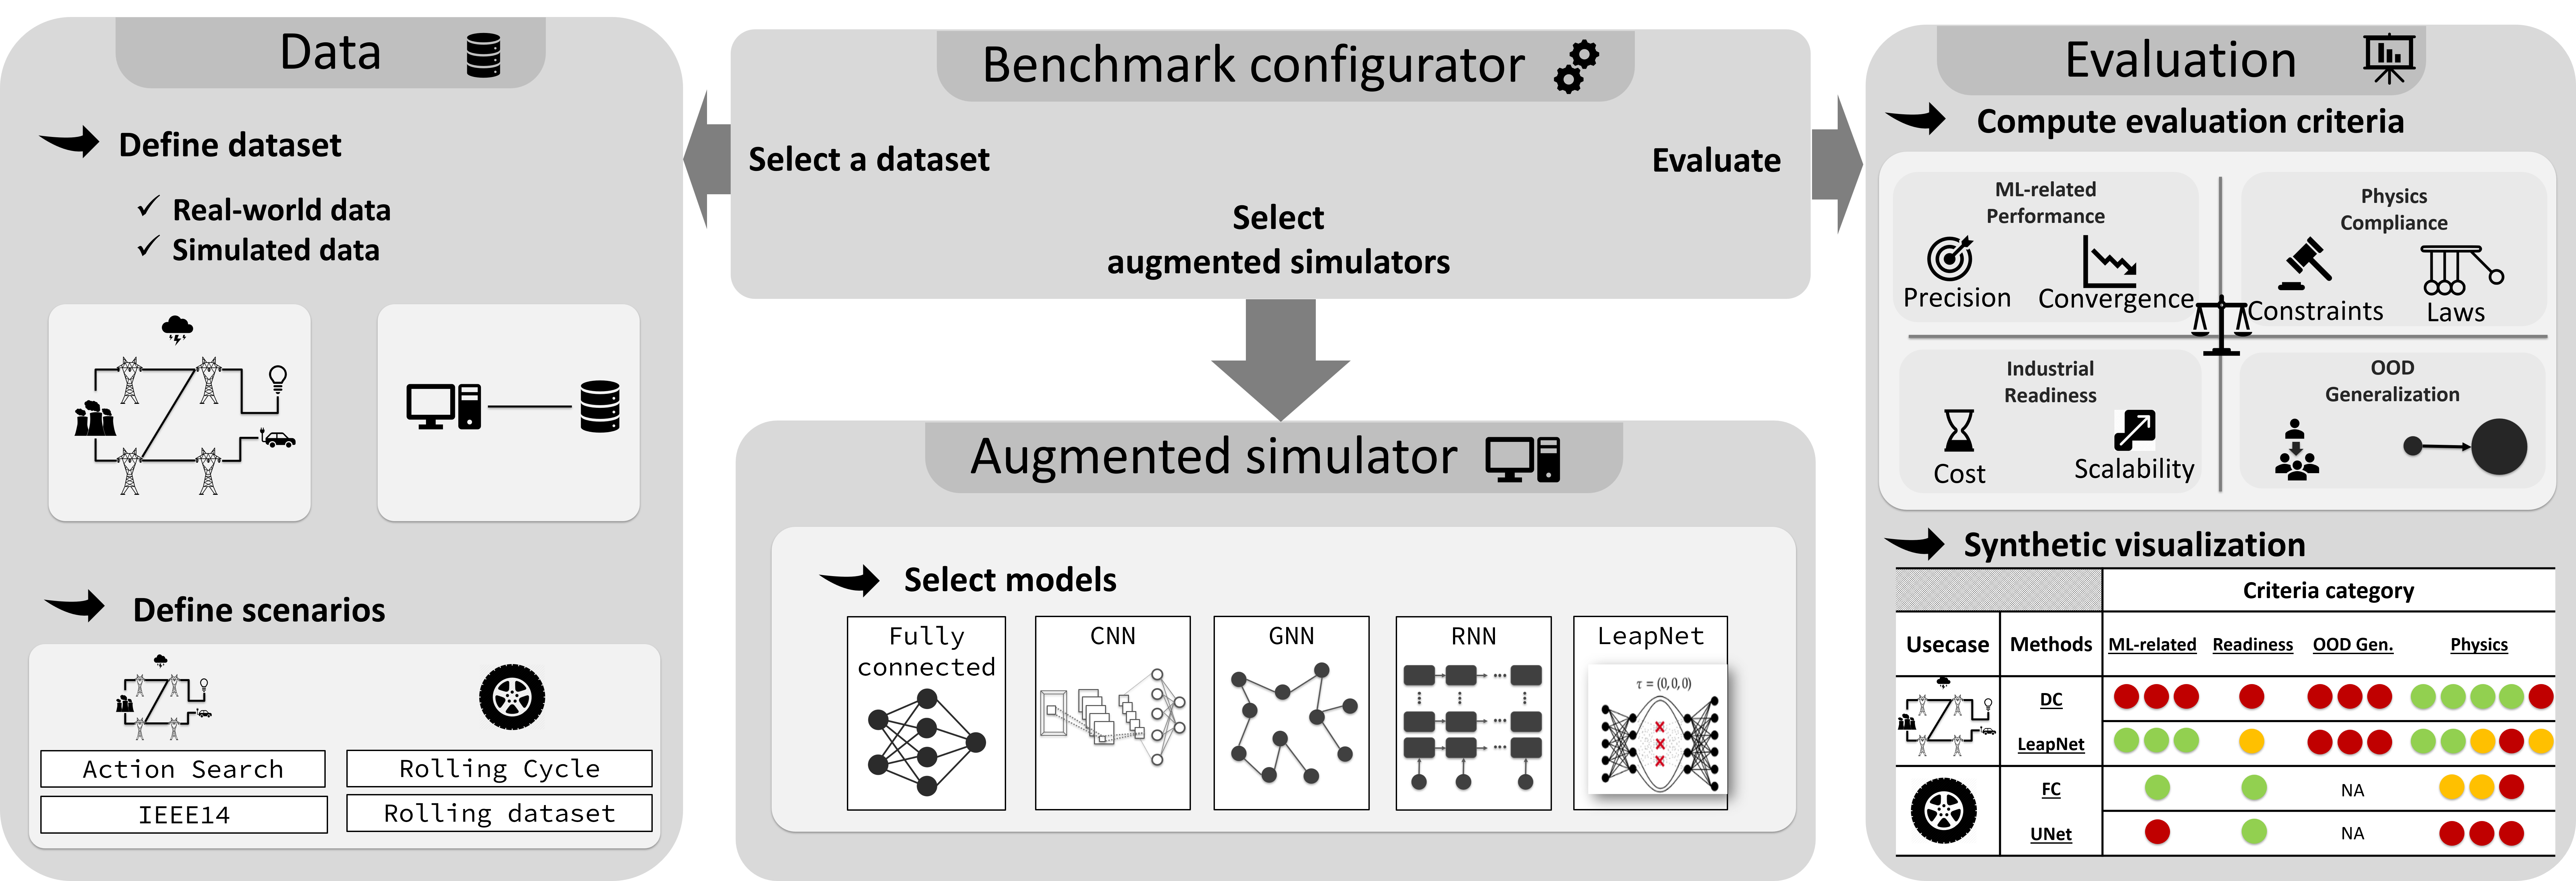 Data
Define dataset
✓ Real-world data
✓ Simulated data
Define scenarios
Action Search
IEEE14
Rolling Cycle
Rolling dataset
Benchmark configurator
Select a dataset
Evaluate
Select
augmented simulators
Augmented simulator
Select models
Fully
connected
CNN
GNN
RNN
LeapNet
τ = (0, 0, 0)
Evaluation
Compute evaluation criteria
ML-related
Performance
Precision
Convergence
Physics
Compliance
Constraints
Laws
Industrial
Readiness
Cost
Scalability
OOD
Generalization
Synthetic visualization
Criteria category
Usecase Methods ML-related Readiness OOD Gen. Physics
DC
LeapNet
FC NA
UNet NA